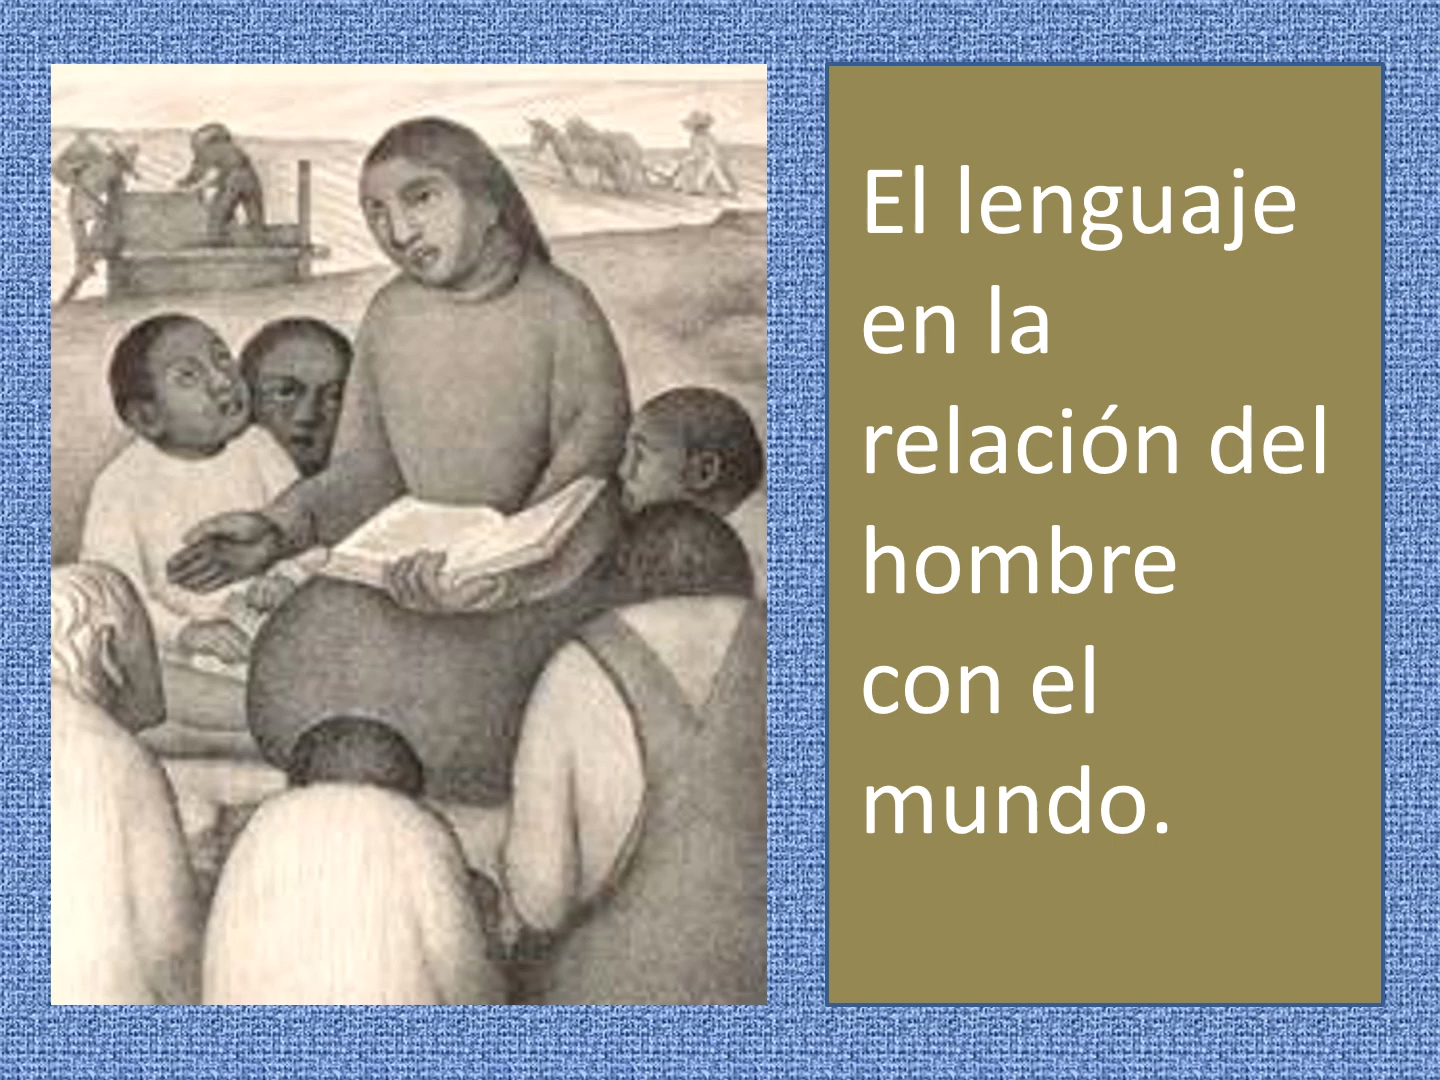 El lenguaje
en la
relación del
hombre
con el
mundo.